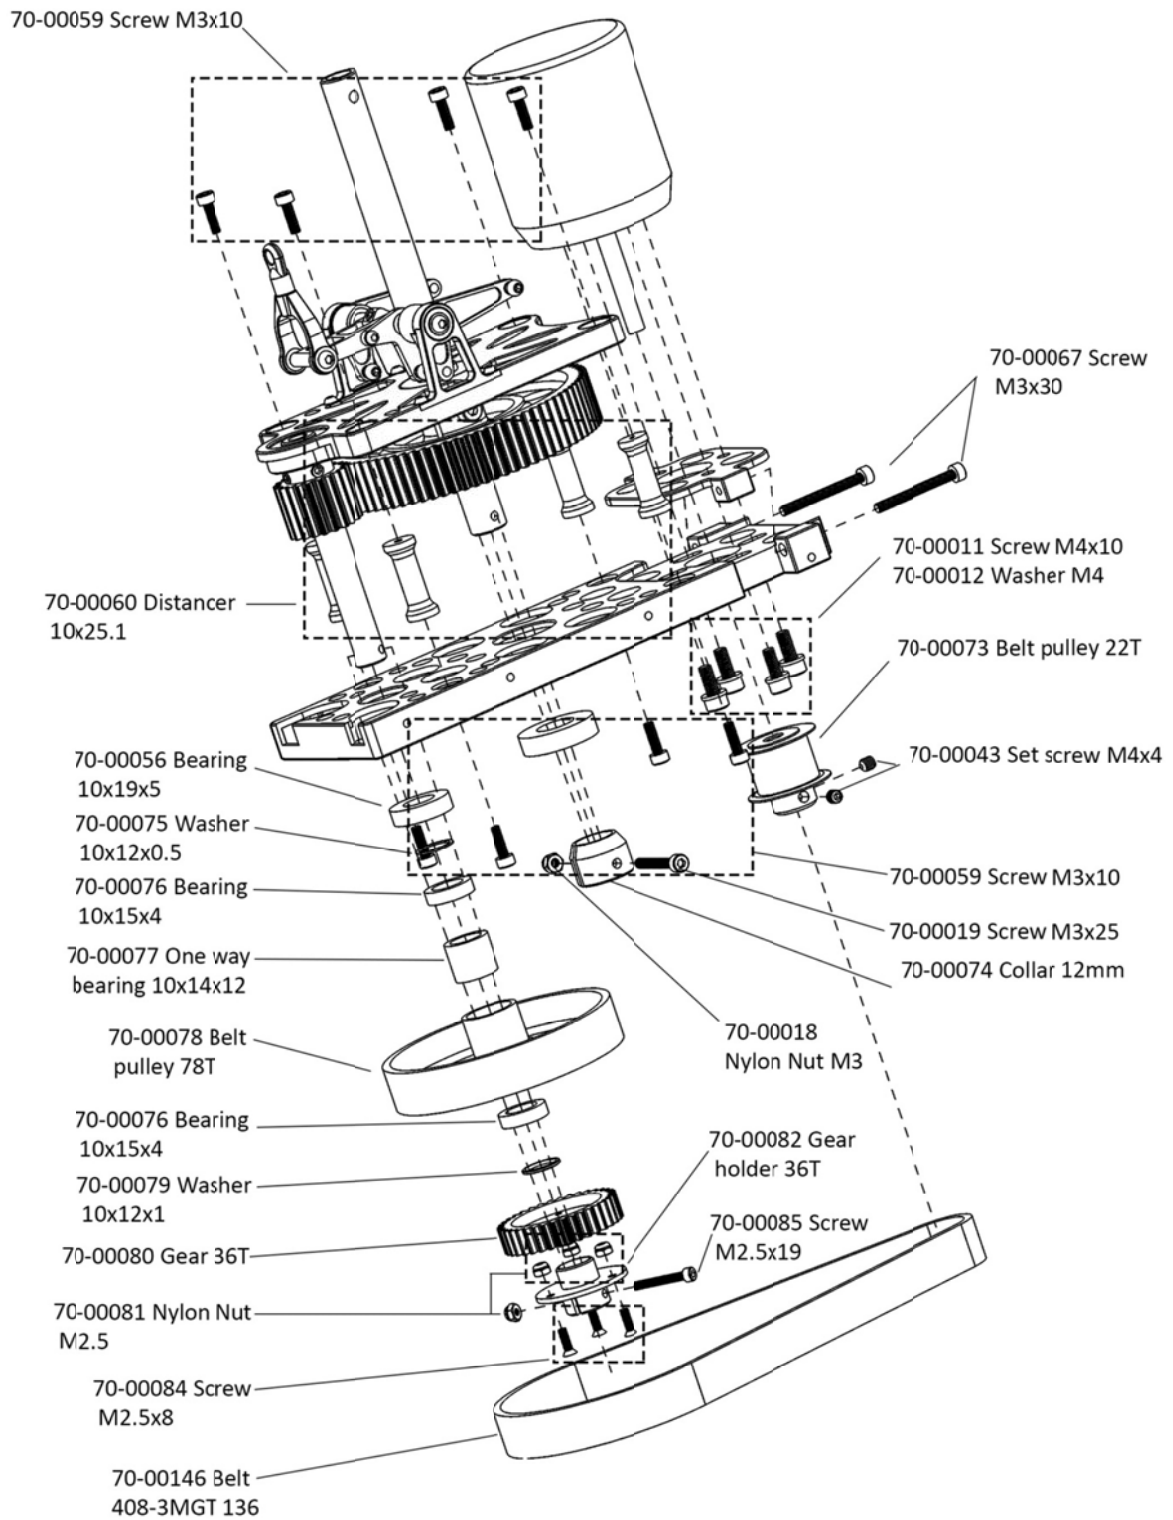 70-00059 Screw M3x10
70-00067 Screw
M3x30
70-00011 Screw M4x10
70-00012 Washer M4
70-00060 Distancer
10x25.1
70-00073 Belt pulley 22T
70-00056 Bearing
10x19x5
70-00043 Set screw M4x4
70-00075 Washer
10x12x0.5
70-00076 Bearing
10x15x4
70-00059 Screw M3x10
70-00019 Screw M3x25
70-00077 One way
bearing 10x14x12
70-00074 Collar 12mm
70-00018
Nylon Nut M3
70-00078 Belt
pulley 78T
70-00076 Bearing
10x15x4
70-00082 Gear
holder 36T
70-00079 Washer
10x12x1
70-00085 Screw
M2.5x19
70-00080 Gear 36T
70-00081 Nylon Nut
M2.5
70-00084 Screw
M2.5x8
70-00146 Belt
408-3MGT 136